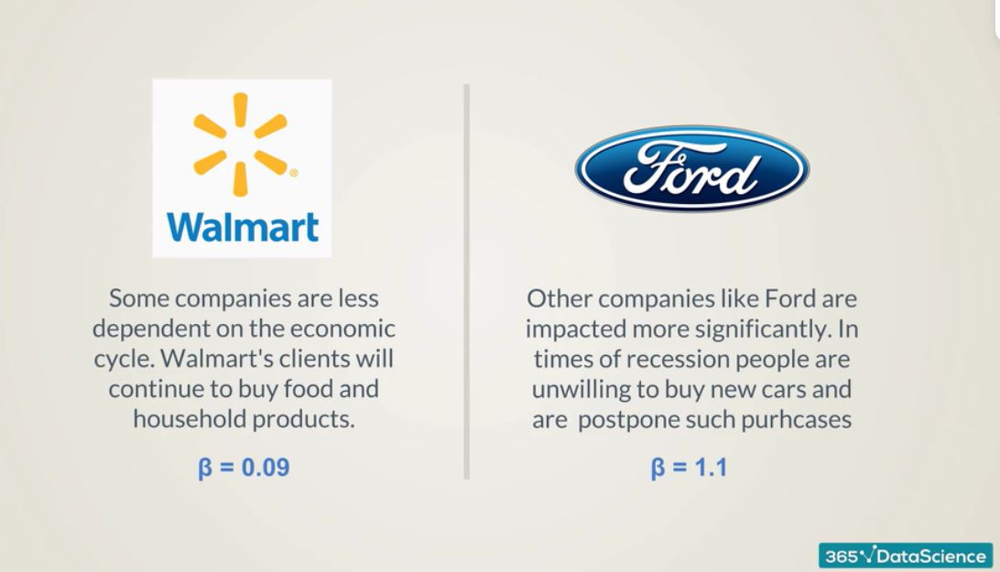 Walmart
Some companies are less
dependent on the economic
cycle. Walmart's clients will
continue to buy food and
household products.
β = 0.09
Ford
Other companies like Ford are
impacted more significantly. In
times of recession people are
unwilling to buy new cars and
are  postpone such purhcases
β = 1.1
365 DataScience